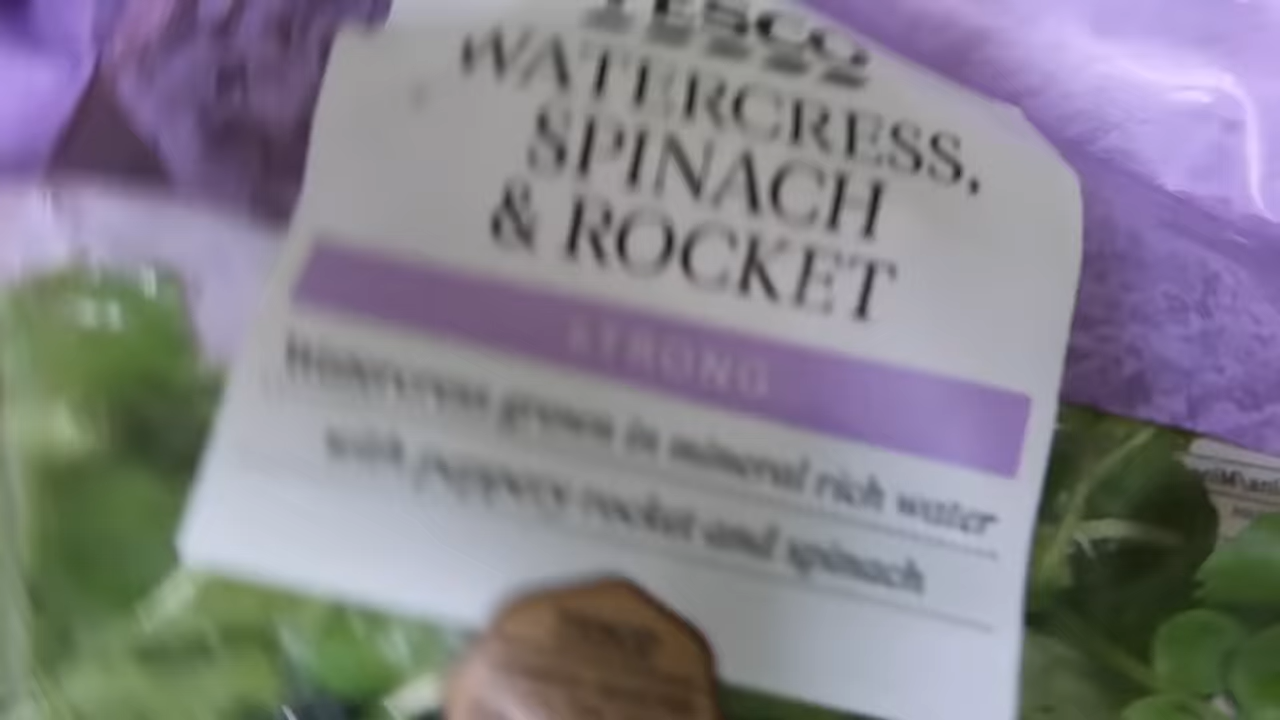 TESCO
WATERCRESS,
SPINACH
& ROCKET
STRONG
Watercress grown in mineral rich water
with peppery rocket and spinach